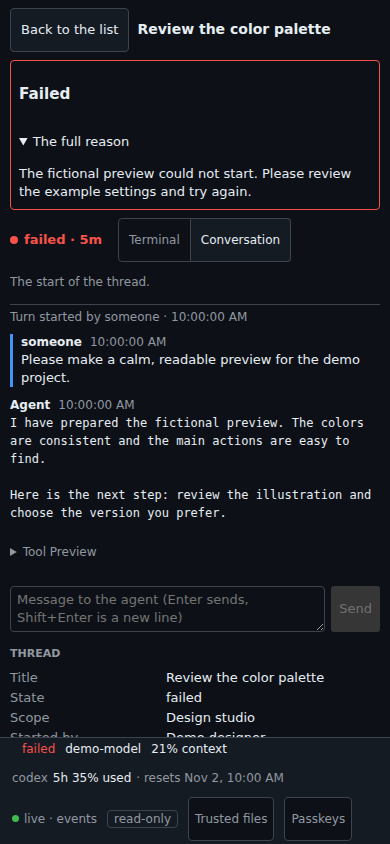 Back to the list Review the color palette
Failed
The full reason
The fictional preview could not start. Please review
the example settings and try again.
failed · 5m Terminal Conversation
The start of the thread.
Turn started by someone · 10:00:00 AM
someone 10:00:00 AM
Please make a calm, readable preview for the demo
project.
Agent 10:00:00 AM
I have prepared the fictional preview. The colors
are consistent and the main actions are easy to
find.
Here is the next step: review the illustration and
choose the version you prefer.
Tool Preview
Message to the agent (Enter sends,
Shift+Enter is a new line)
Send
THREAD
Title Review the color palette
State failed
Scope Design studio
Started by Demo designer
failed demo-model 21% context
codex 5h 35% used · resets Nov 2, 10:00 AM
live · events read-only Trusted files Passkeys